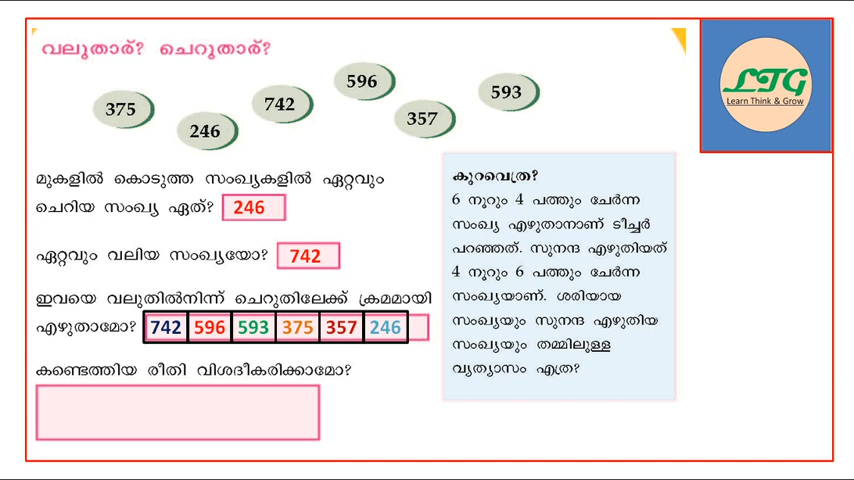 വലുതാര്? ചെറുതാര്?
375
246
742
596
357
593
LTG
Learn Think & Grow
മുകളിൽ കൊടുത്ത സംഖ്യകളിൽ ഏറ്റവും
ചെറിയ സംഖ്യ ഏത്? 246
ഏറ്റവും വലിയ സംഖ്യയോ? 742
ഇവയെ വലുതിൽനിന്ന് ചെറുതിലേക്ക് ക്രമമായി
എഴുതാമോ? 742 596 593 375 357 246
കണ്ടെത്തിയ രീതി വിശദീകരിക്കാമോ?
കുറവെത്ര?
6 നൂറും 4 പത്തും ചേർന്ന
സംഖ്യ എഴുതാനാണ് ടീച്ചർ
പറഞ്ഞത്. സുനന്ദ എഴുതിയത്
4 നൂറും 6 പത്തും ചേർന്ന
സംഖ്യയാണ്. ശരിയായ
സംഖ്യയും സുനന്ദ എഴുതിയ
സംഖ്യയും തമ്മിലുള്ള
വ്യത്യാസം എത്ര?